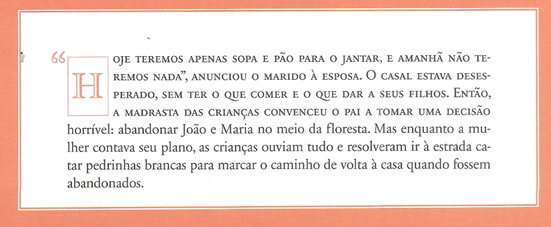 “HOJE TEREMOS APENAS SOPA E PÃO PARA O JANTAR, E AMANHÃ NÃO TE-
REMOS NADA”, ANUNCIOU O MARIDO À ESPOSA. O CASAL ESTAVA DESES-
PERADO, SEM TER O QUE COMER E O QUE DAR A SEUS FILHOS. ENTÃO,
A MADRASTA DAS CRIANÇAS CONVENCEU O PAI A TOMAR UMA DECISÃO
horrível: abandonar João e Maria no meio da floresta. Mas enquanto a mu-
lher contava seu plano, as crianças ouviam tudo e resolveram ir à estrada ca-
tar pedrinhas brancas para marcar o caminho de volta à casa quando fossem
abandonados.